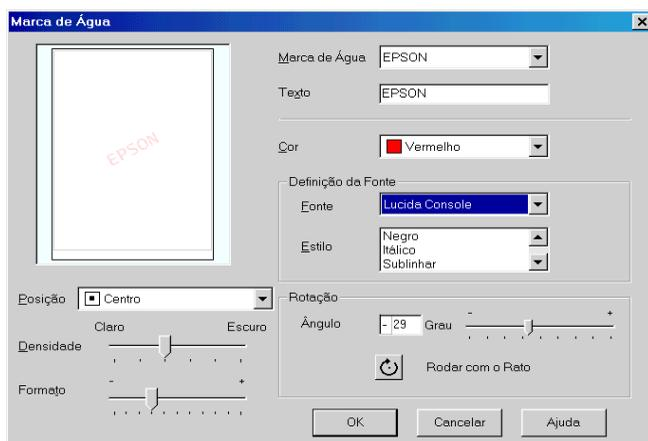 Marca de Água
EPSON
Marca de Água EPSON
Texto EPSON
Cor Vermelho
Definição da Fonte
Fonte Lucida Console
Estilo Negro
Itálico
Sublinhar
Posição Centro
Claro Escuro
Densidade
Formato - +
Rotação
Ângulo - 29 Grau - +
Rodar com o Rato
OK Cancelar Ajuda